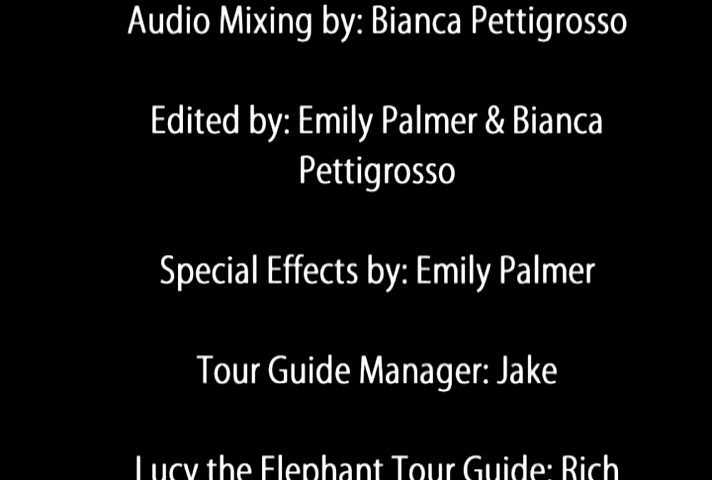 Audio Mixing by: Bianca Pettigrosso
Edited by: Emily Palmer & Bianca
Pettigrosso
Special Effects by: Emily Palmer
Tour Guide Manager: Jake
Lucy the Elephant Tour Guide: Rich